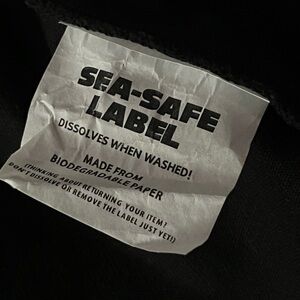 SEA-SAFE
LABEL
DISSOLVES WHEN WASHED!
MADE FROM
BIODEGRADABLE PAPER
(THINKING ABOUT RETURNING YOUR ITEM?
DON'T DISSOLVE OR REMOVE THE LABEL JUST YET!)